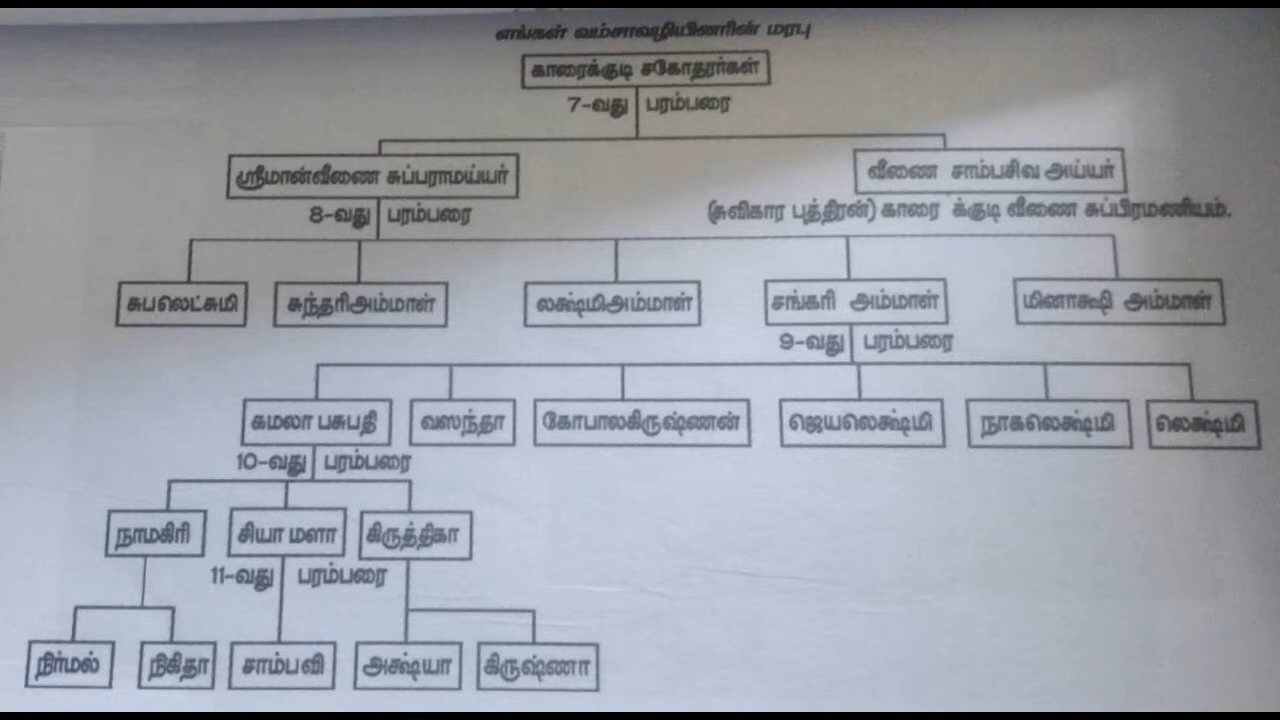 எங்கள் வம்சாவழியினரின் மரபு
காரைக்குடி சகோதரர்கள்
7-வது பரம்பரை
ஸ்ரீமான்வீணை சுப்பராமய்யர்
வீணை சாம்பசிவ அய்யர்
8-வது பரம்பரை
(சுவிகார புத்திரன்) காரை க்குடி வீணை சுப்பிரமணியம்.
சுபலெட்சுமி
சுந்தரிஅம்மாள்
லக்ஷ்மிஅம்மாள்
சங்கரி அம்மாள்
மினாக்ஷி அம்மாள்
9-வது பரம்பரை
கமலா பசுபதி
வஸந்தா
கோபாலகிருஷ்ணன்
ஜெயலெக்ஷ்மி
நாகலெக்ஷ்மி
லெக்ஷ்மி
10-வது பரம்பரை
நாமகிரி
சியா மளா
கிருத்திகா
11-வது பரம்பரை
நிர்மல்
நிகிதா
சாம்பவி
அக்ஷ்யா
கிருஷ்ணா